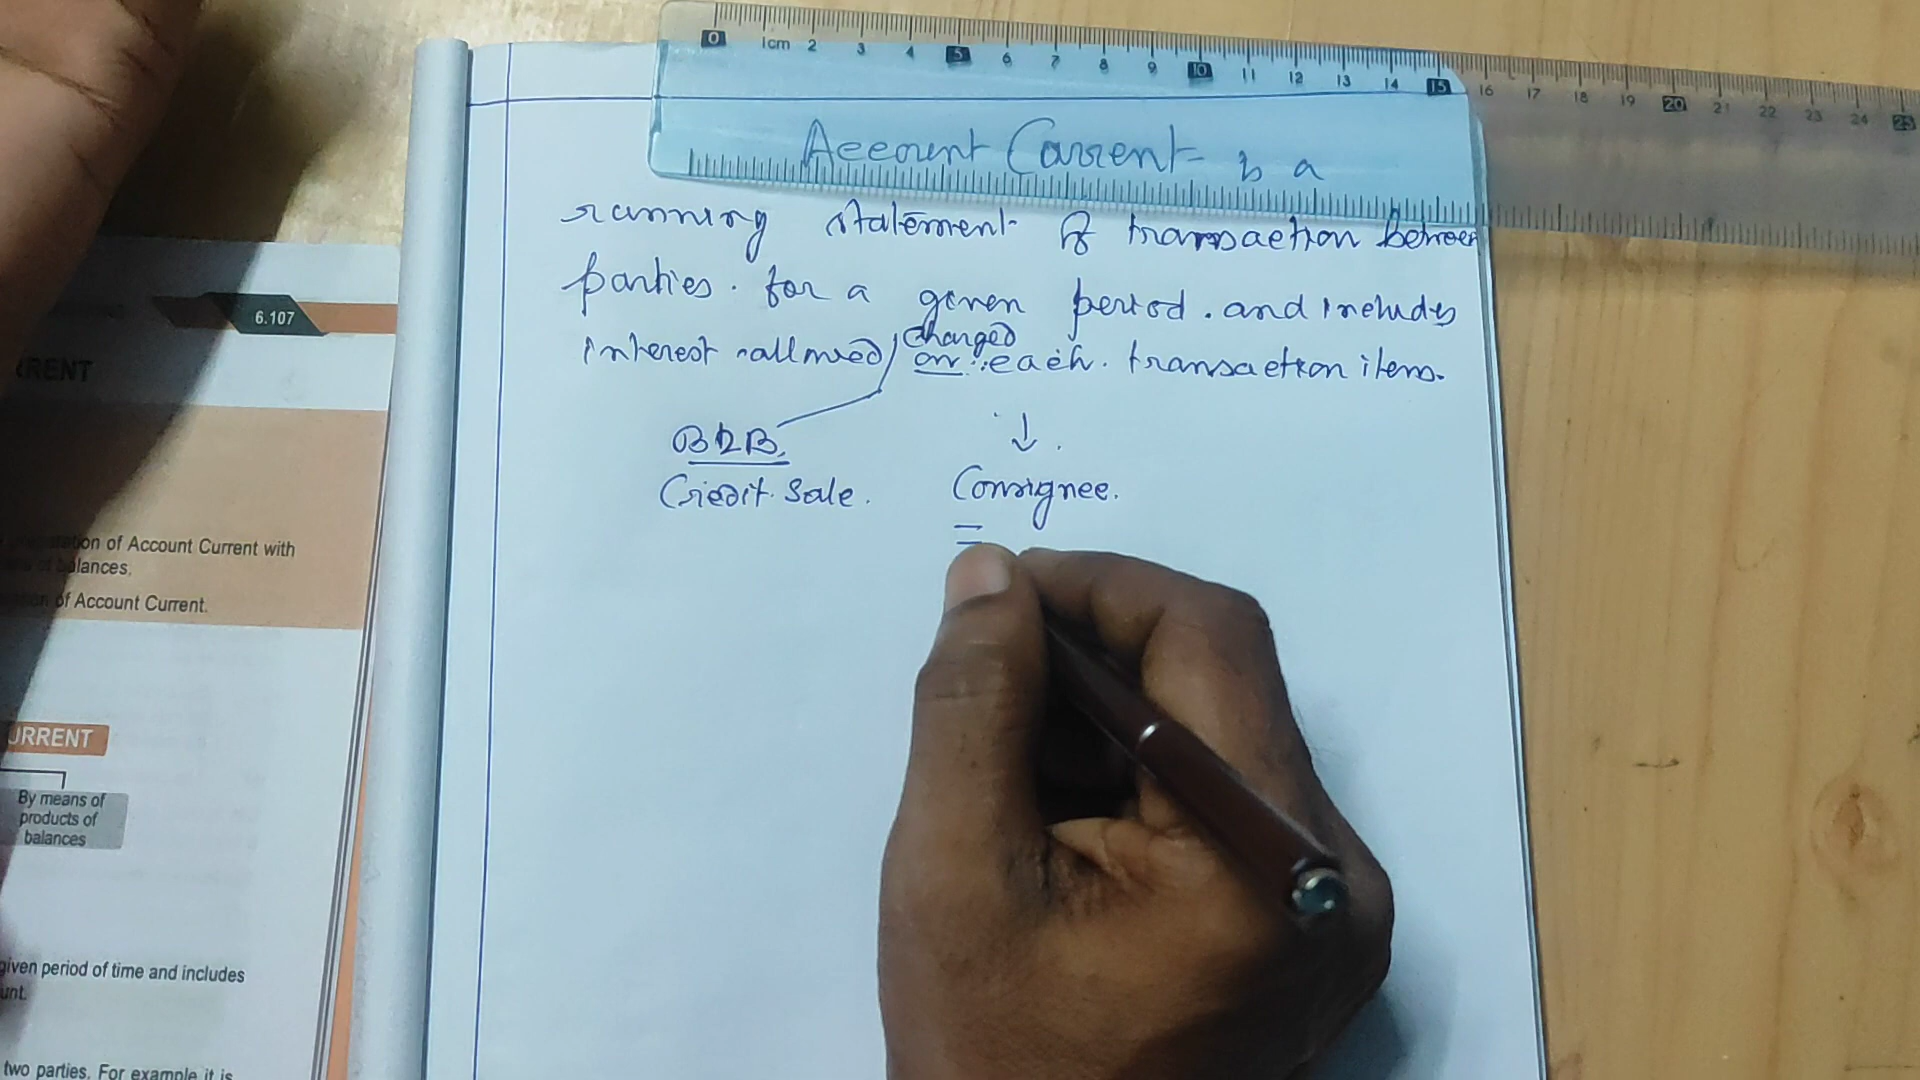 0 1cm 2 3 4 5 6 7 8 9 10 11 12 13 14 15 16 17 18 19 20 21 22 23 24 25
Account Current is a
running statement of transaction between
parties. for a given period. and includes
charged
interest allowed/ on each. transaction item.
B2B.
Credit Sale.
Consignee.
6.107
RRENT
ation of Account Current with
balances.
of Account Current.
URRENT
By means of
products of
balances
given period of time and includes
unt.
two parties. For example it is